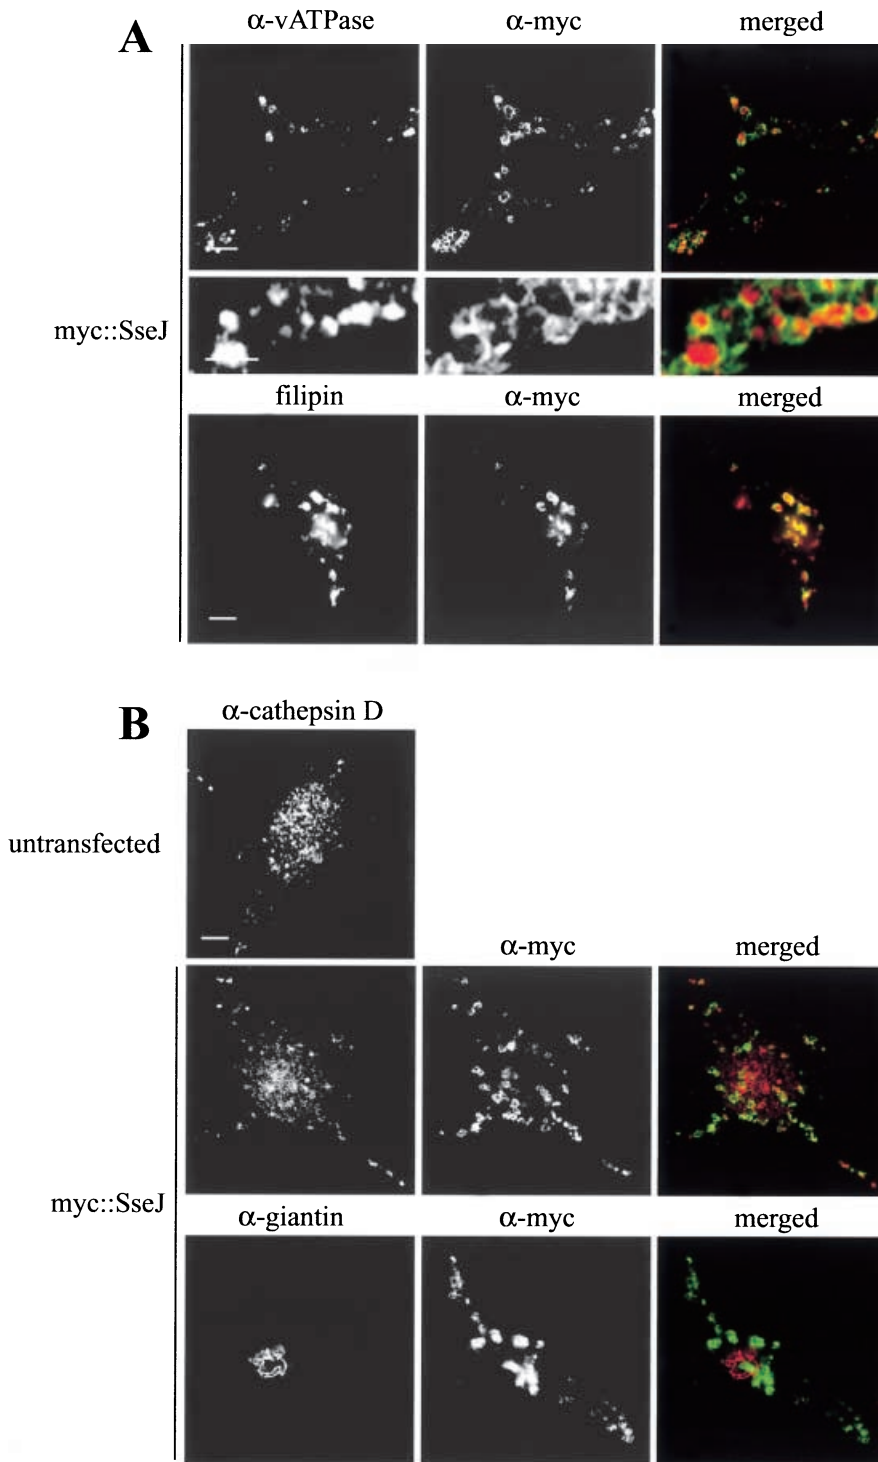 A
α-vATPase α-myc merged
myc::SseJ
filipin α-myc merged
B
α-cathepsin D
untransfected
α-myc merged
myc::SseJ
α-giantin α-myc merged